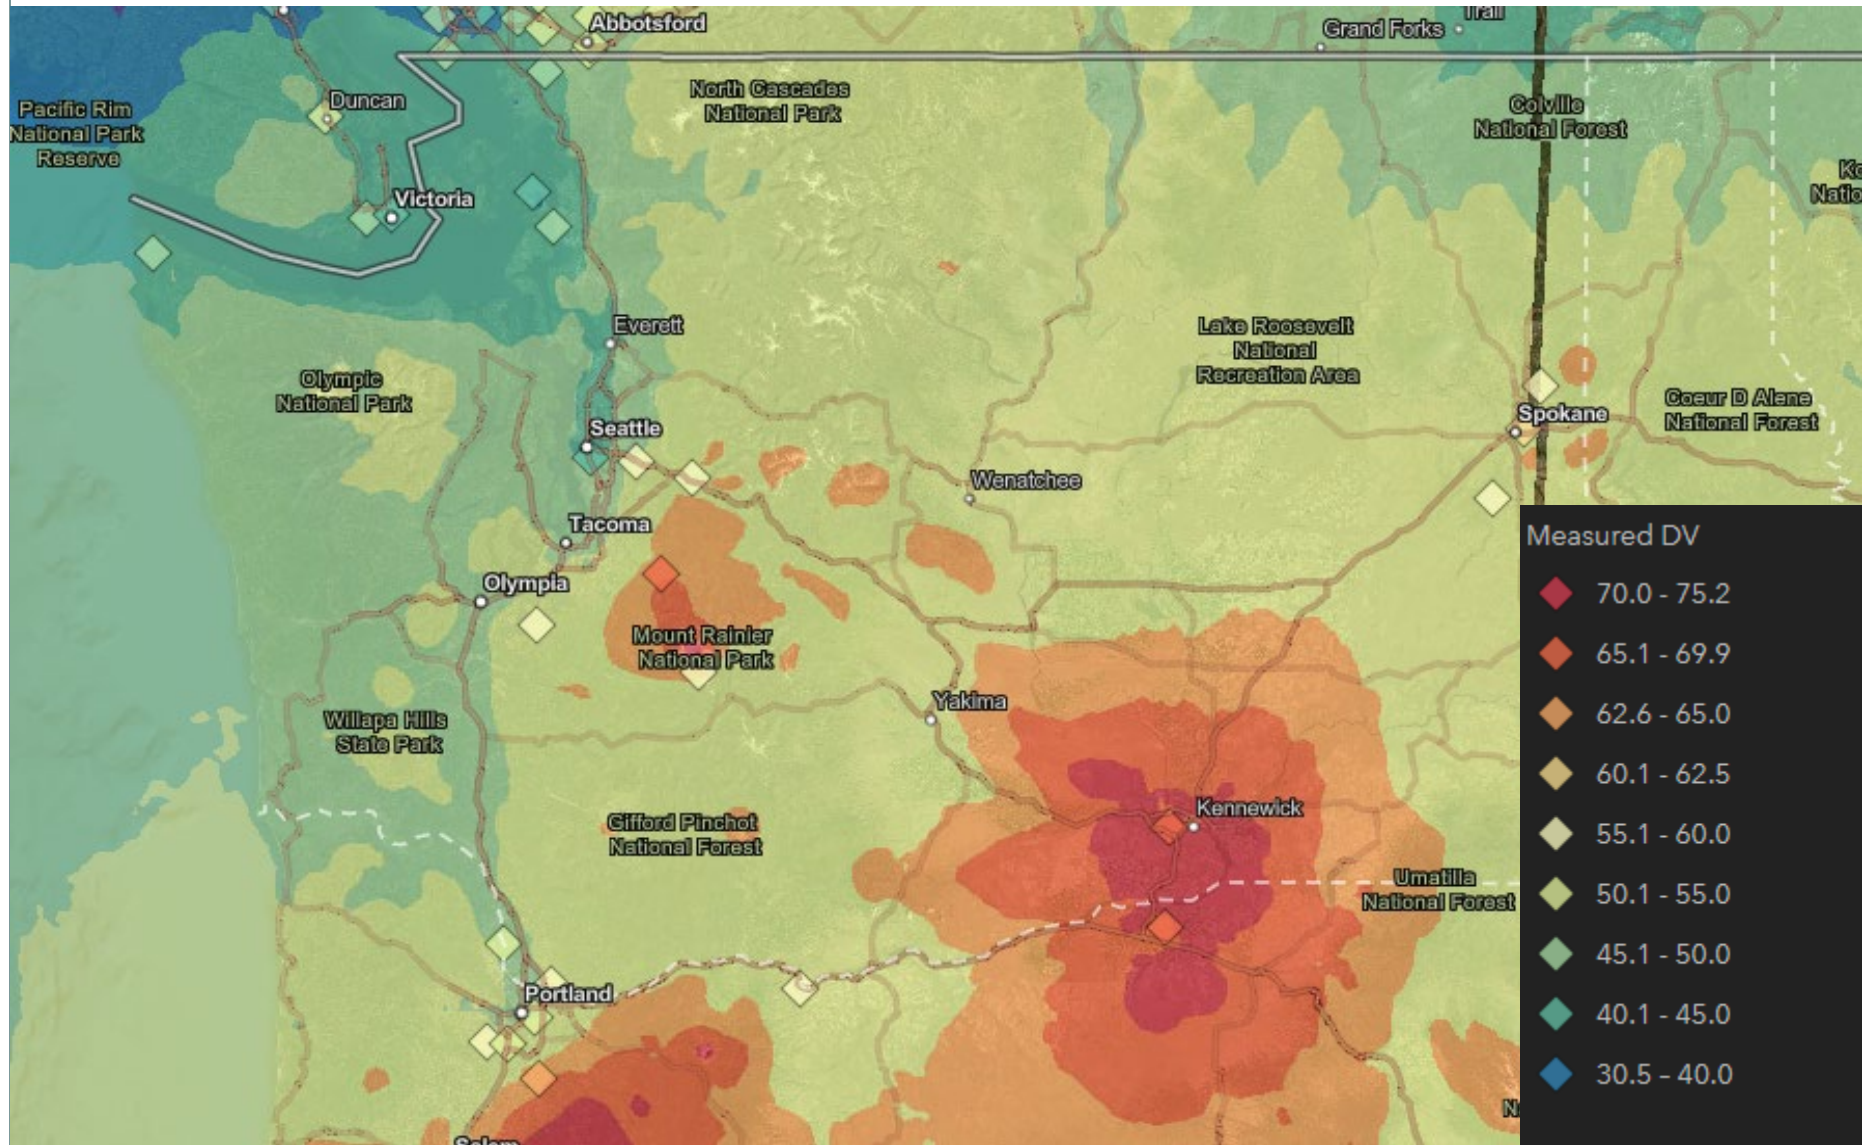 Abbotsford
Grand Forks
Trail
North Cascades
National Park
Duncan
Pacific Rim
National Park
Reserve
Colville
National Forest
Victoria
Everett
Lake Roosevelt
National
Recreation Area
Olympic
National Park
Seattle
Spokane
Coeur D Alene
National Forest
Wenatchee
Tacoma
Olympia
Mount Rainier
National Park
Yakima
Willapa Hills
State Park
Kennewick
Gifford Pinchot
National Forest
Umatilla
National Forest
Portland
Salem
Measured DV
70.0 - 75.2
65.1 - 69.9
62.6 - 65.0
60.1 - 62.5
55.1 - 60.0
50.1 - 55.0
45.1 - 50.0
40.1 - 45.0
30.5 - 40.0